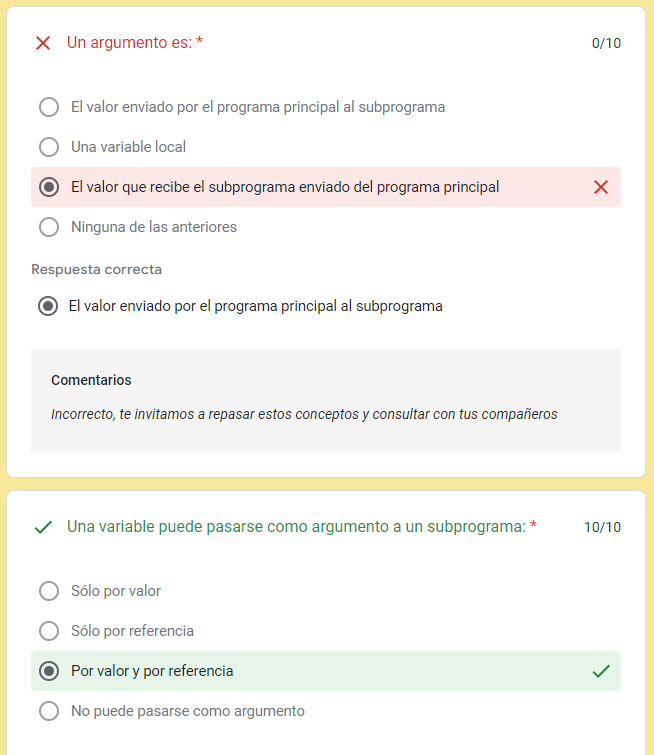 Un argumento es: *
0/10
El valor enviado por el programa principal al subprograma
Una variable local
El valor que recibe el subprograma enviado del programa principal
Ninguna de las anteriores
Respuesta correcta
El valor enviado por el programa principal al subprograma
Comentarios
Incorrecto, te invitamos a repasar estos conceptos y consultar con tus compañeros
Una variable puede pasarse como argumento a un subprograma: *
10/10
Sólo por valor
Sólo por referencia
Por valor y por referencia
No puede pasarse como argumento